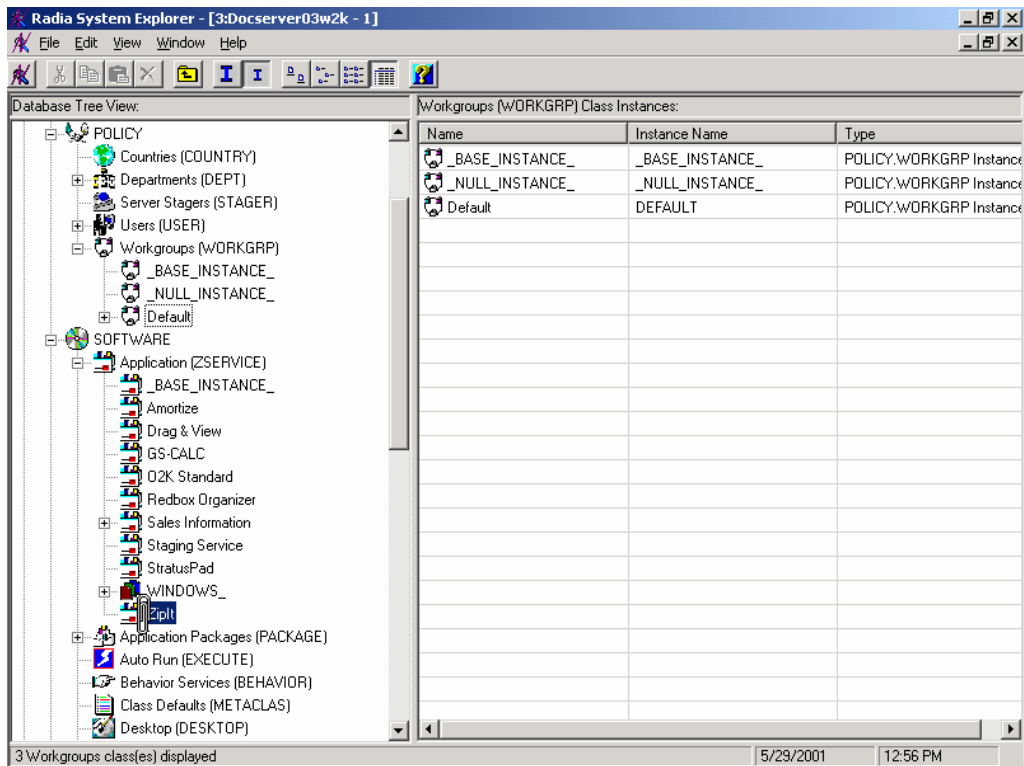 Radia System Explorer - [3:Docserver03w2k - 1]
File Edit View Window Help
Database Tree View:
Workgroups (WORKGRP) Class Instances:
POLICY
Countries (COUNTRY)
Departments (DEPT)
Server Stagers (STAGER)
Users (USER)
Workgroups (WORKGRP)
_BASE_INSTANCE_
_NULL_INSTANCE_
Default
SOFTWARE
Application (ZSERVICE)
_BASE_INSTANCE_
Amortize
Drag & View
GS-CALC
O2K Standard
Redbox Organizer
Sales Information
Staging Service
StratusPad
_WINDOWS_
ZipIt
Application Packages (PACKAGE)
Auto Run (EXECUTE)
Behavior Services (BEHAVIOR)
Class Defaults (METACLAS)
Desktop (DESKTOP)
Name Instance Name Type
_BASE_INSTANCE_ _BASE_INSTANCE_ POLICY.WORKGRP Instance
_NULL_INSTANCE_ _NULL_INSTANCE_ POLICY.WORKGRP Instance
Default DEFAULT POLICY.WORKGRP Instance
3 Workgroups class(es) displayed
5/29/2001 12:56 PM